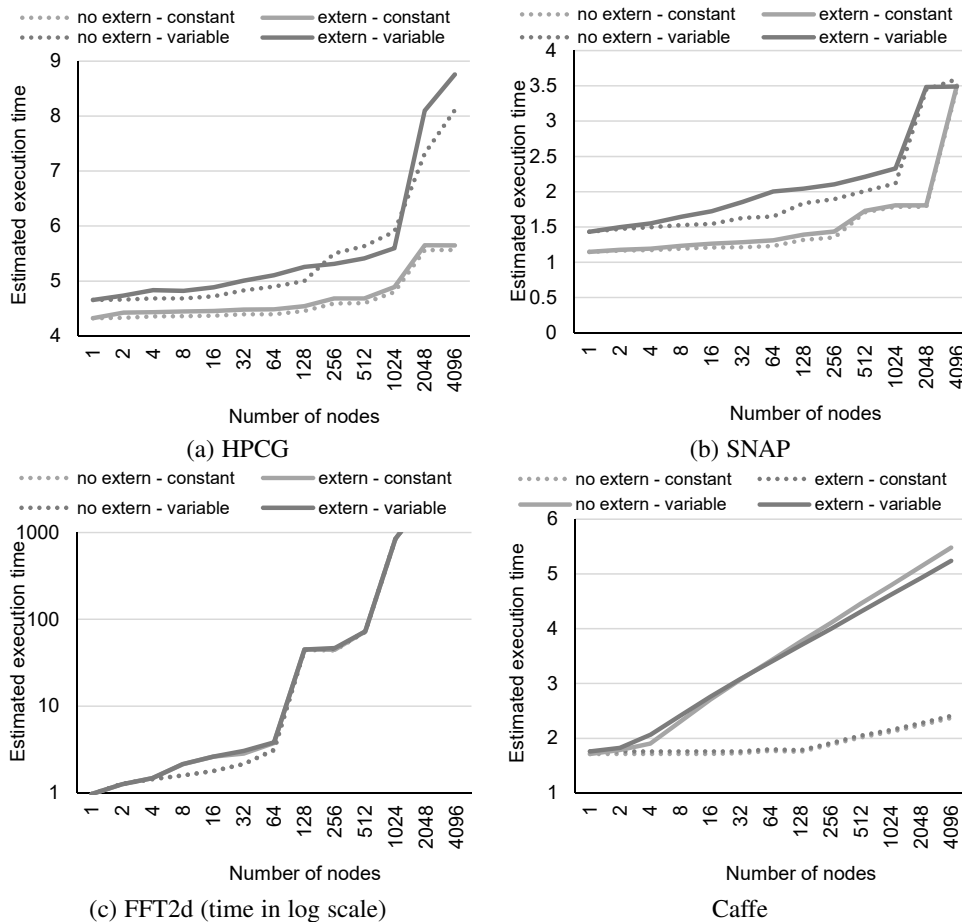 no extern - constant
extern - constant
no extern - variable
extern - variable
Estimated execution time
9
8
7
6
5
4
1
2
4
8
16
32
64
128
256
512
1024
2048
4096
Number of nodes
(a) HPCG
no extern - constant
extern - constant
no extern - variable
extern - variable
Estimated execution time
4
3.5
3
2.5
2
1.5
1
0.5
0
1
2
4
8
16
32
64
128
256
512
1024
2048
4096
Number of nodes
(b) SNAP
no extern - constant
extern - constant
no extern - variable
extern - variable
Estimated execution time
1000
100
10
1
1
2
4
8
16
32
64
128
256
512
1024
2048
4096
Number of nodes
(c) FFT2d (time in log scale)
no extern - constant
extern - constant
no extern - variable
extern - variable
Estimated execution time
6
5
4
3
2
1
1
2
4
8
16
32
64
128
256
512
1024
2048
4096
Number of nodes
Caffe